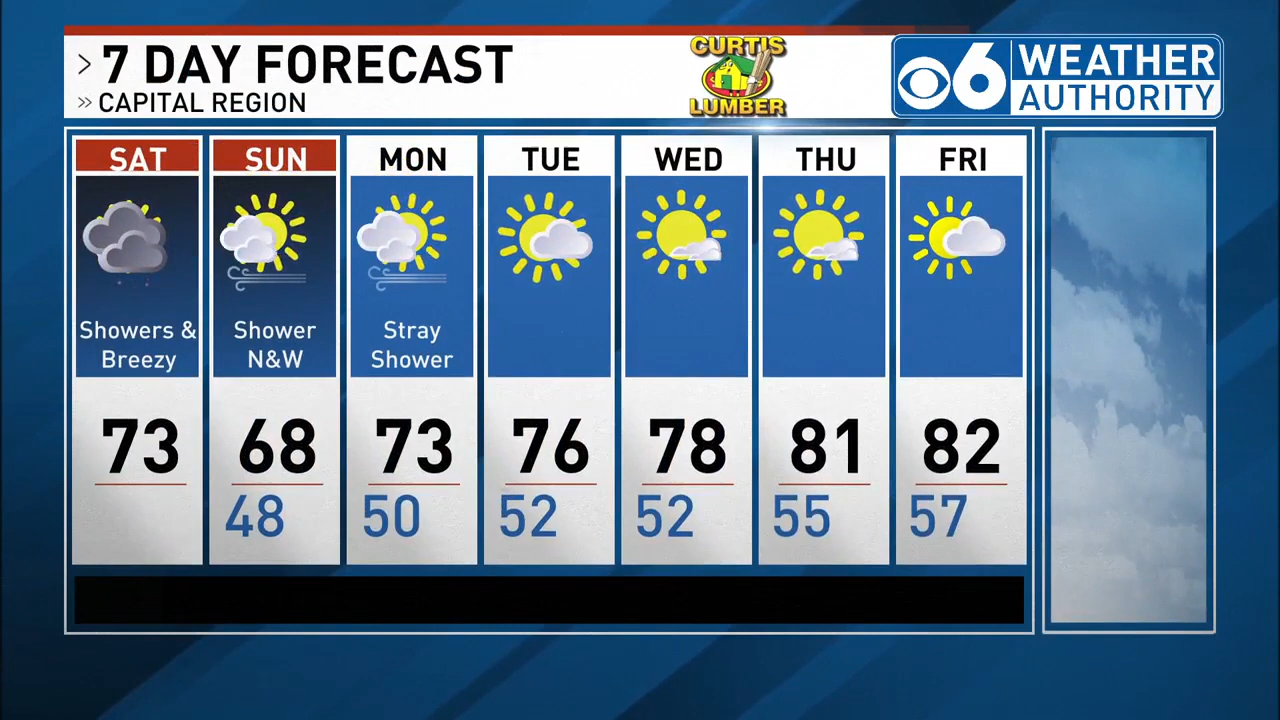 > 7 DAY FORECAST
» CAPITAL REGION
CURTIS
LUMBER
6 WEATHER
AUTHORITY
SAT SUN MON TUE WED THU FRI
Showers &
Breezy
Shower
N&W
Stray
Shower
73 68 73 76 78 81 82
48 50 52 52 55 57